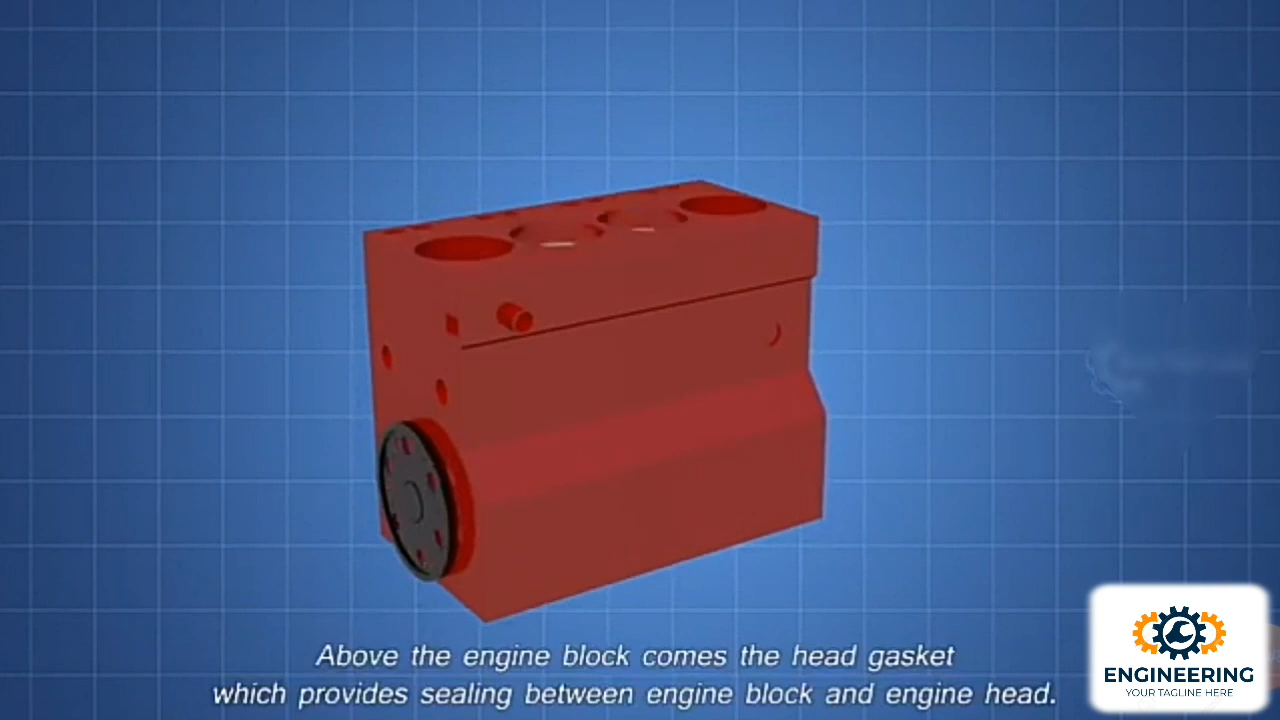 Above the engine block comes the head gasket
which provides sealing between engine block and engine head.
ENGINEERING
YOUR TAGLINE HERE